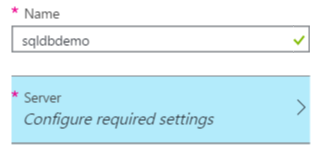 * Name
sqldbdemo
* Server
Configure required settings